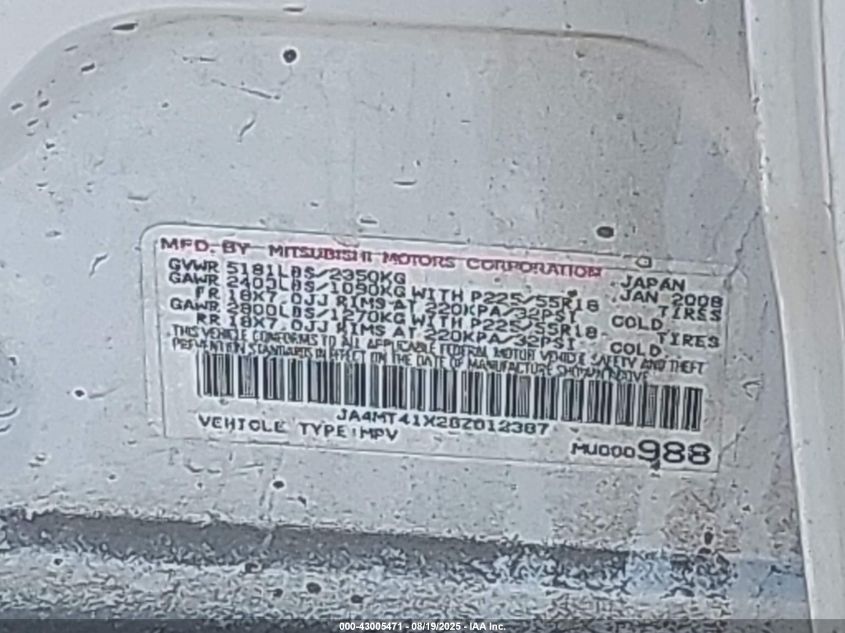 MFD. BY MITSUBISHI MOTORS CORPORATION JAPAN
GVWR 5181LBS/2350KG JAN 2008
GAWR 2403LBS/1090KG WITH P225/55R18 TIRES
FR 18X7.0JJ RIMS AT 220KPA/32PSI COLD.
GAWR 2800LBS/1270KG WITH P225/55R18 TIRES
RR 18X7.0JJ RIMS AT 220KPA/32PSI COLD.
THIS VEHICLE CONFORMS TO ALL APPLICABLE FEDERAL MOTOR VEHICLE SAFETY AND THEFT
PREVENTION STANDARDS IN EFFECT ON THE DATE OF MANUFACTURE SHOWN ABOVE.
JA4MT41X28Z012387
VEHICLE TYPE:MPV
MU000988
000-43005471 - 08/19/2025 - IAA Inc.